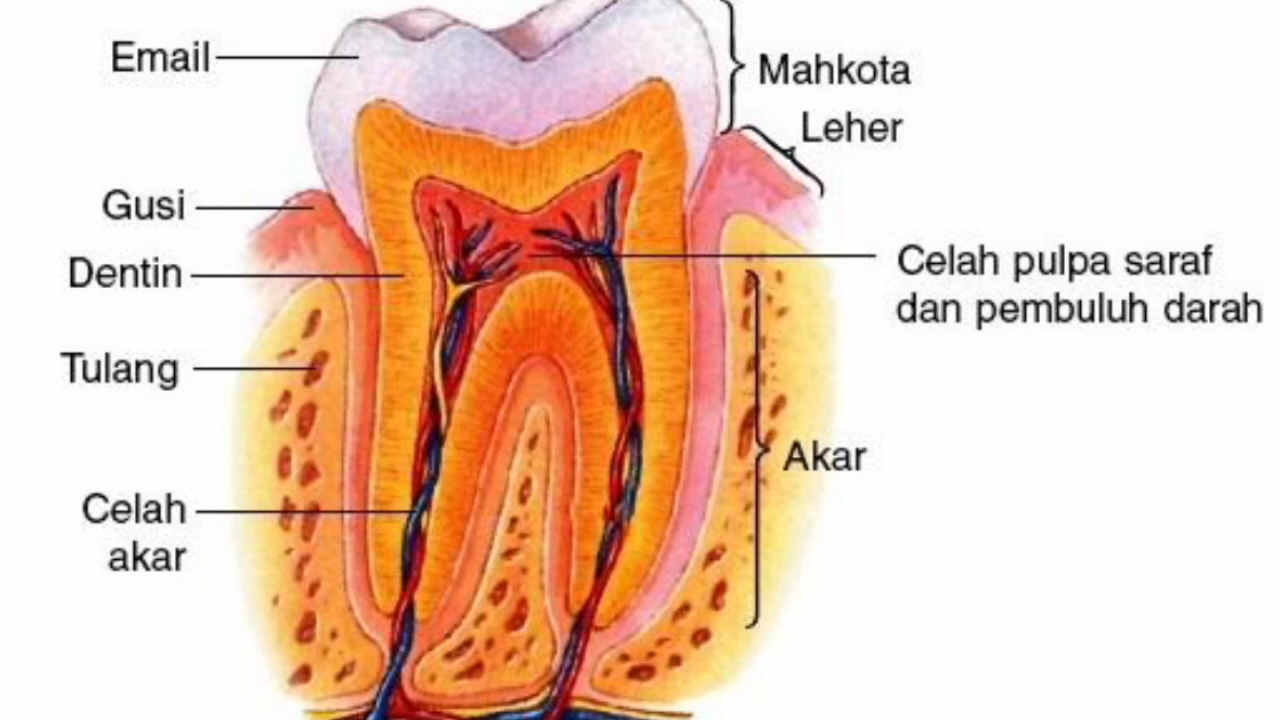 Email
Mahkota
Leher
Gusi
Dentin
Celah pulpa saraf
dan pembuluh darah
Tulang
Akar
Celah
akar